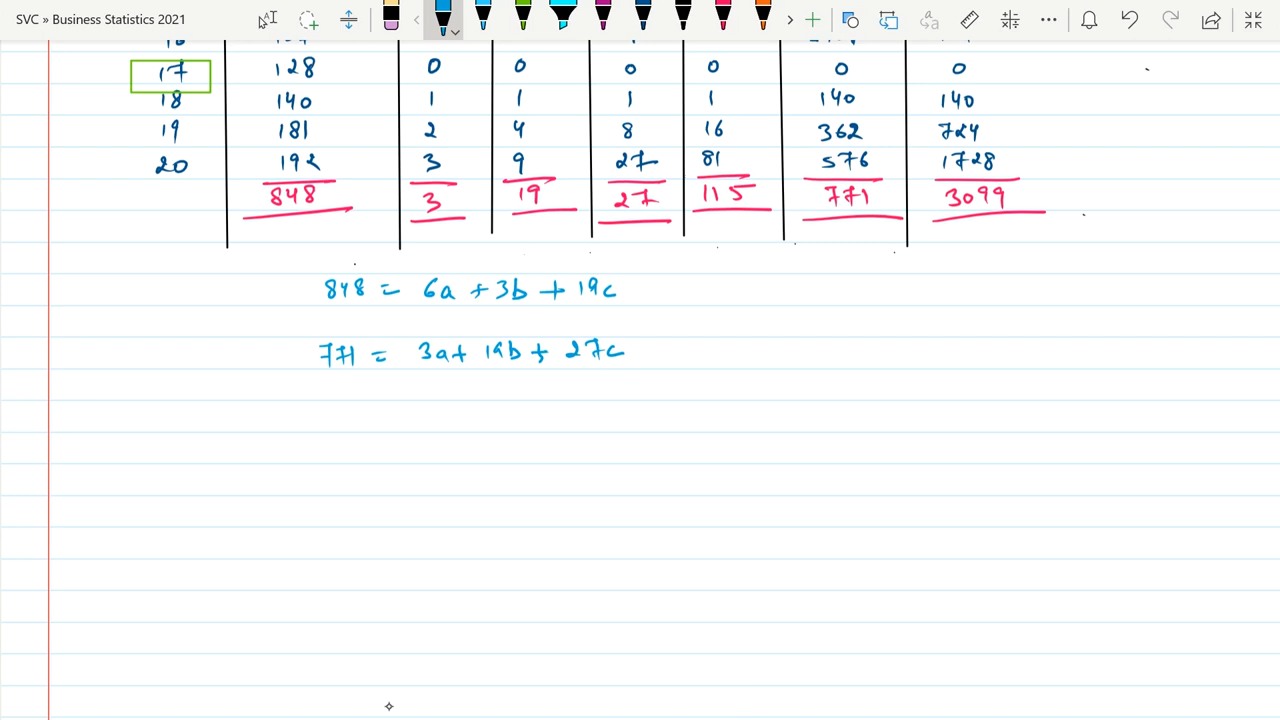 SVC » Business Statistics 2021
17 128 0 0 0 0 0 0
18 140 1 1 1 1 140 140
19 181 2 4 8 16 362 724
20 192 3 9 27 81 576 1728
848 3 19 27 115 771 3099
848 = 6a + 3b + 19c
771 = 3a + 19b + 27c